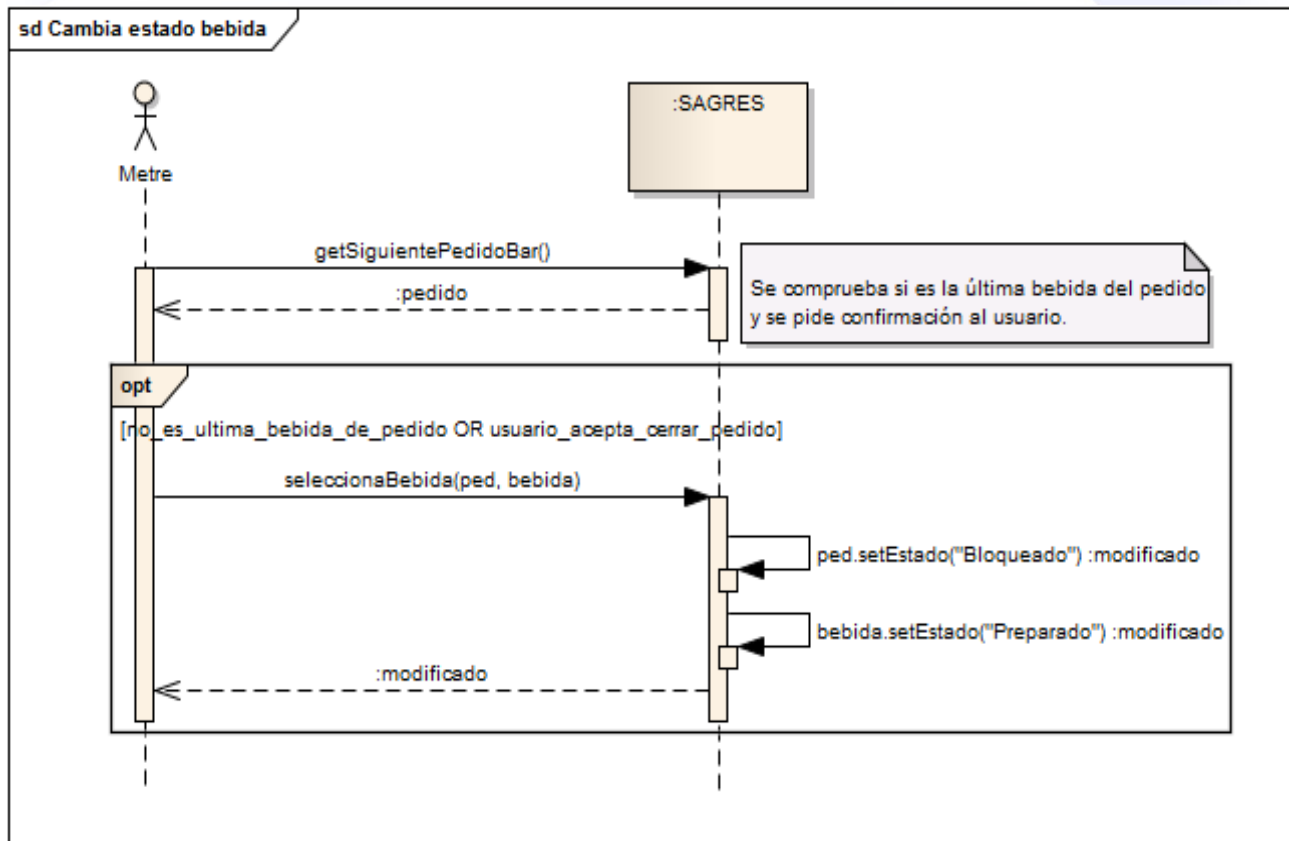 sd Cambia estado bebida
Metre
:SAGRES
getSiguientePedidoBar()
:pedido
Se comprueba si es la última bebida del pedido
y se pide confirmación al usuario.
opt
[no_es_ultima_bebida_de_pedido OR usuario_acepta_cerrar_pedido]
seleccionaBebida(ped, bebida)
ped.setEstado("Bloqueado") :modificado
bebida.setEstado("Preparado") :modificado
:modificado